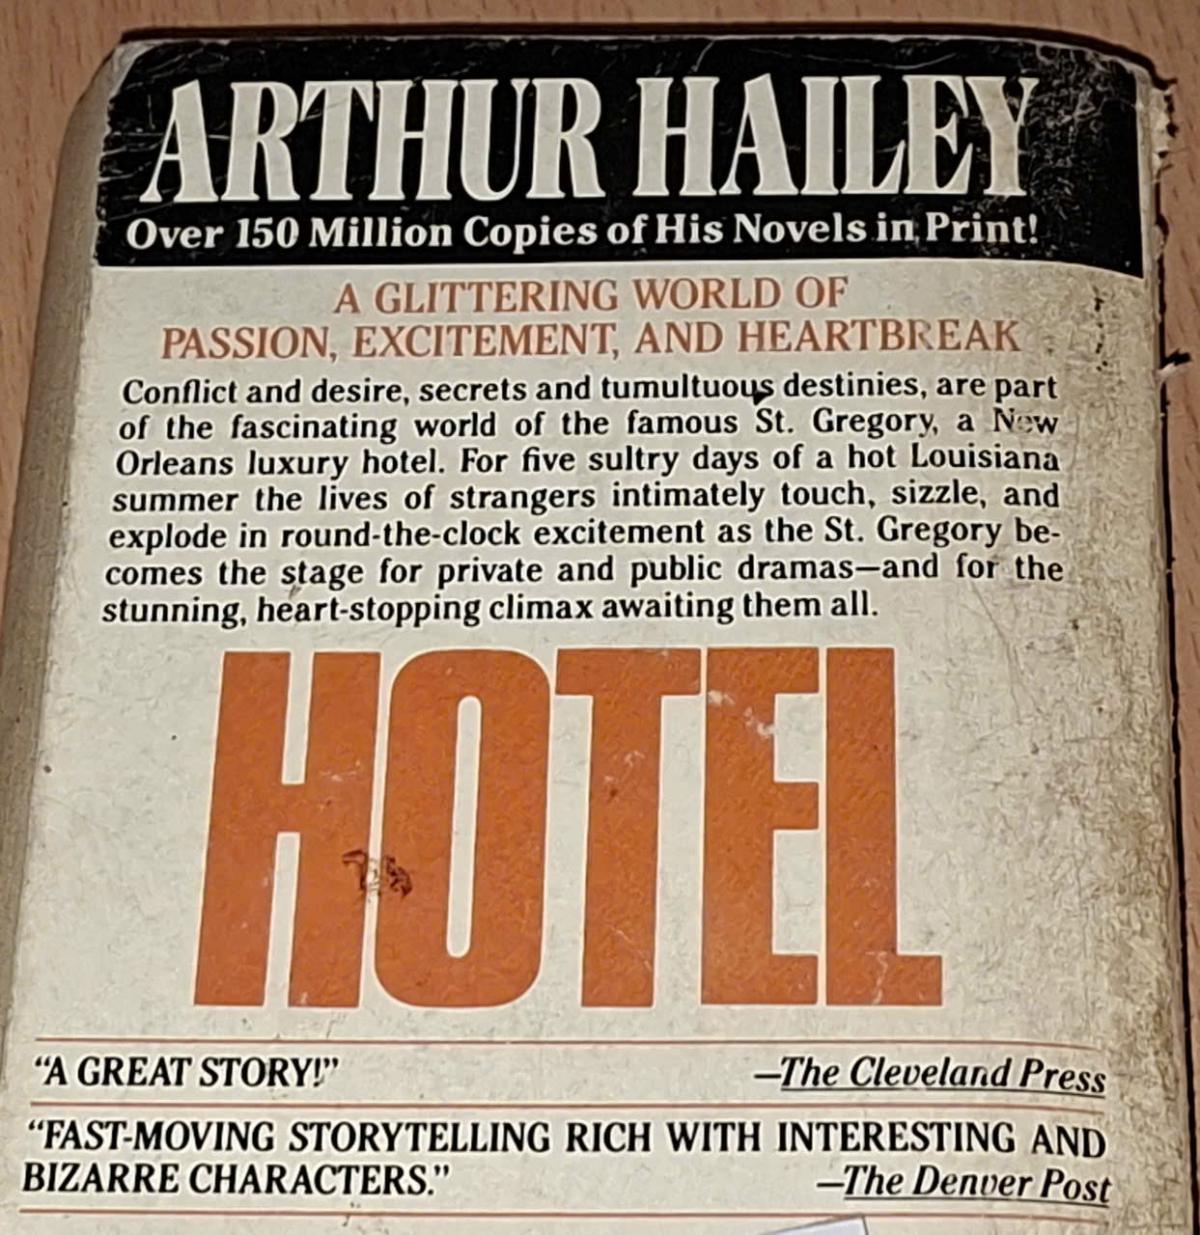 ARTHUR HAILEY
Over 150 Million Copies of His Novels in Print!
A GLITTERING WORLD OF
PASSION, EXCITEMENT, AND HEARTBREAK
Conflict and desire, secrets and tumultuous destinies, are part
of the fascinating world of the famous St. Gregory, a New
Orleans luxury hotel. For five sultry days of a hot Louisiana
summer the lives of strangers intimately touch, sizzle, and
explode in round-the-clock excitement as the St. Gregory be-
comes the stage for private and public dramas—and for the
stunning, heart-stopping climax awaiting them all.
HOTEL
“A GREAT STORY!” —The Cleveland Press
“FAST-MOVING STORYTELLING RICH WITH INTERESTING AND
BIZARRE CHARACTERS.” —The Denver Post